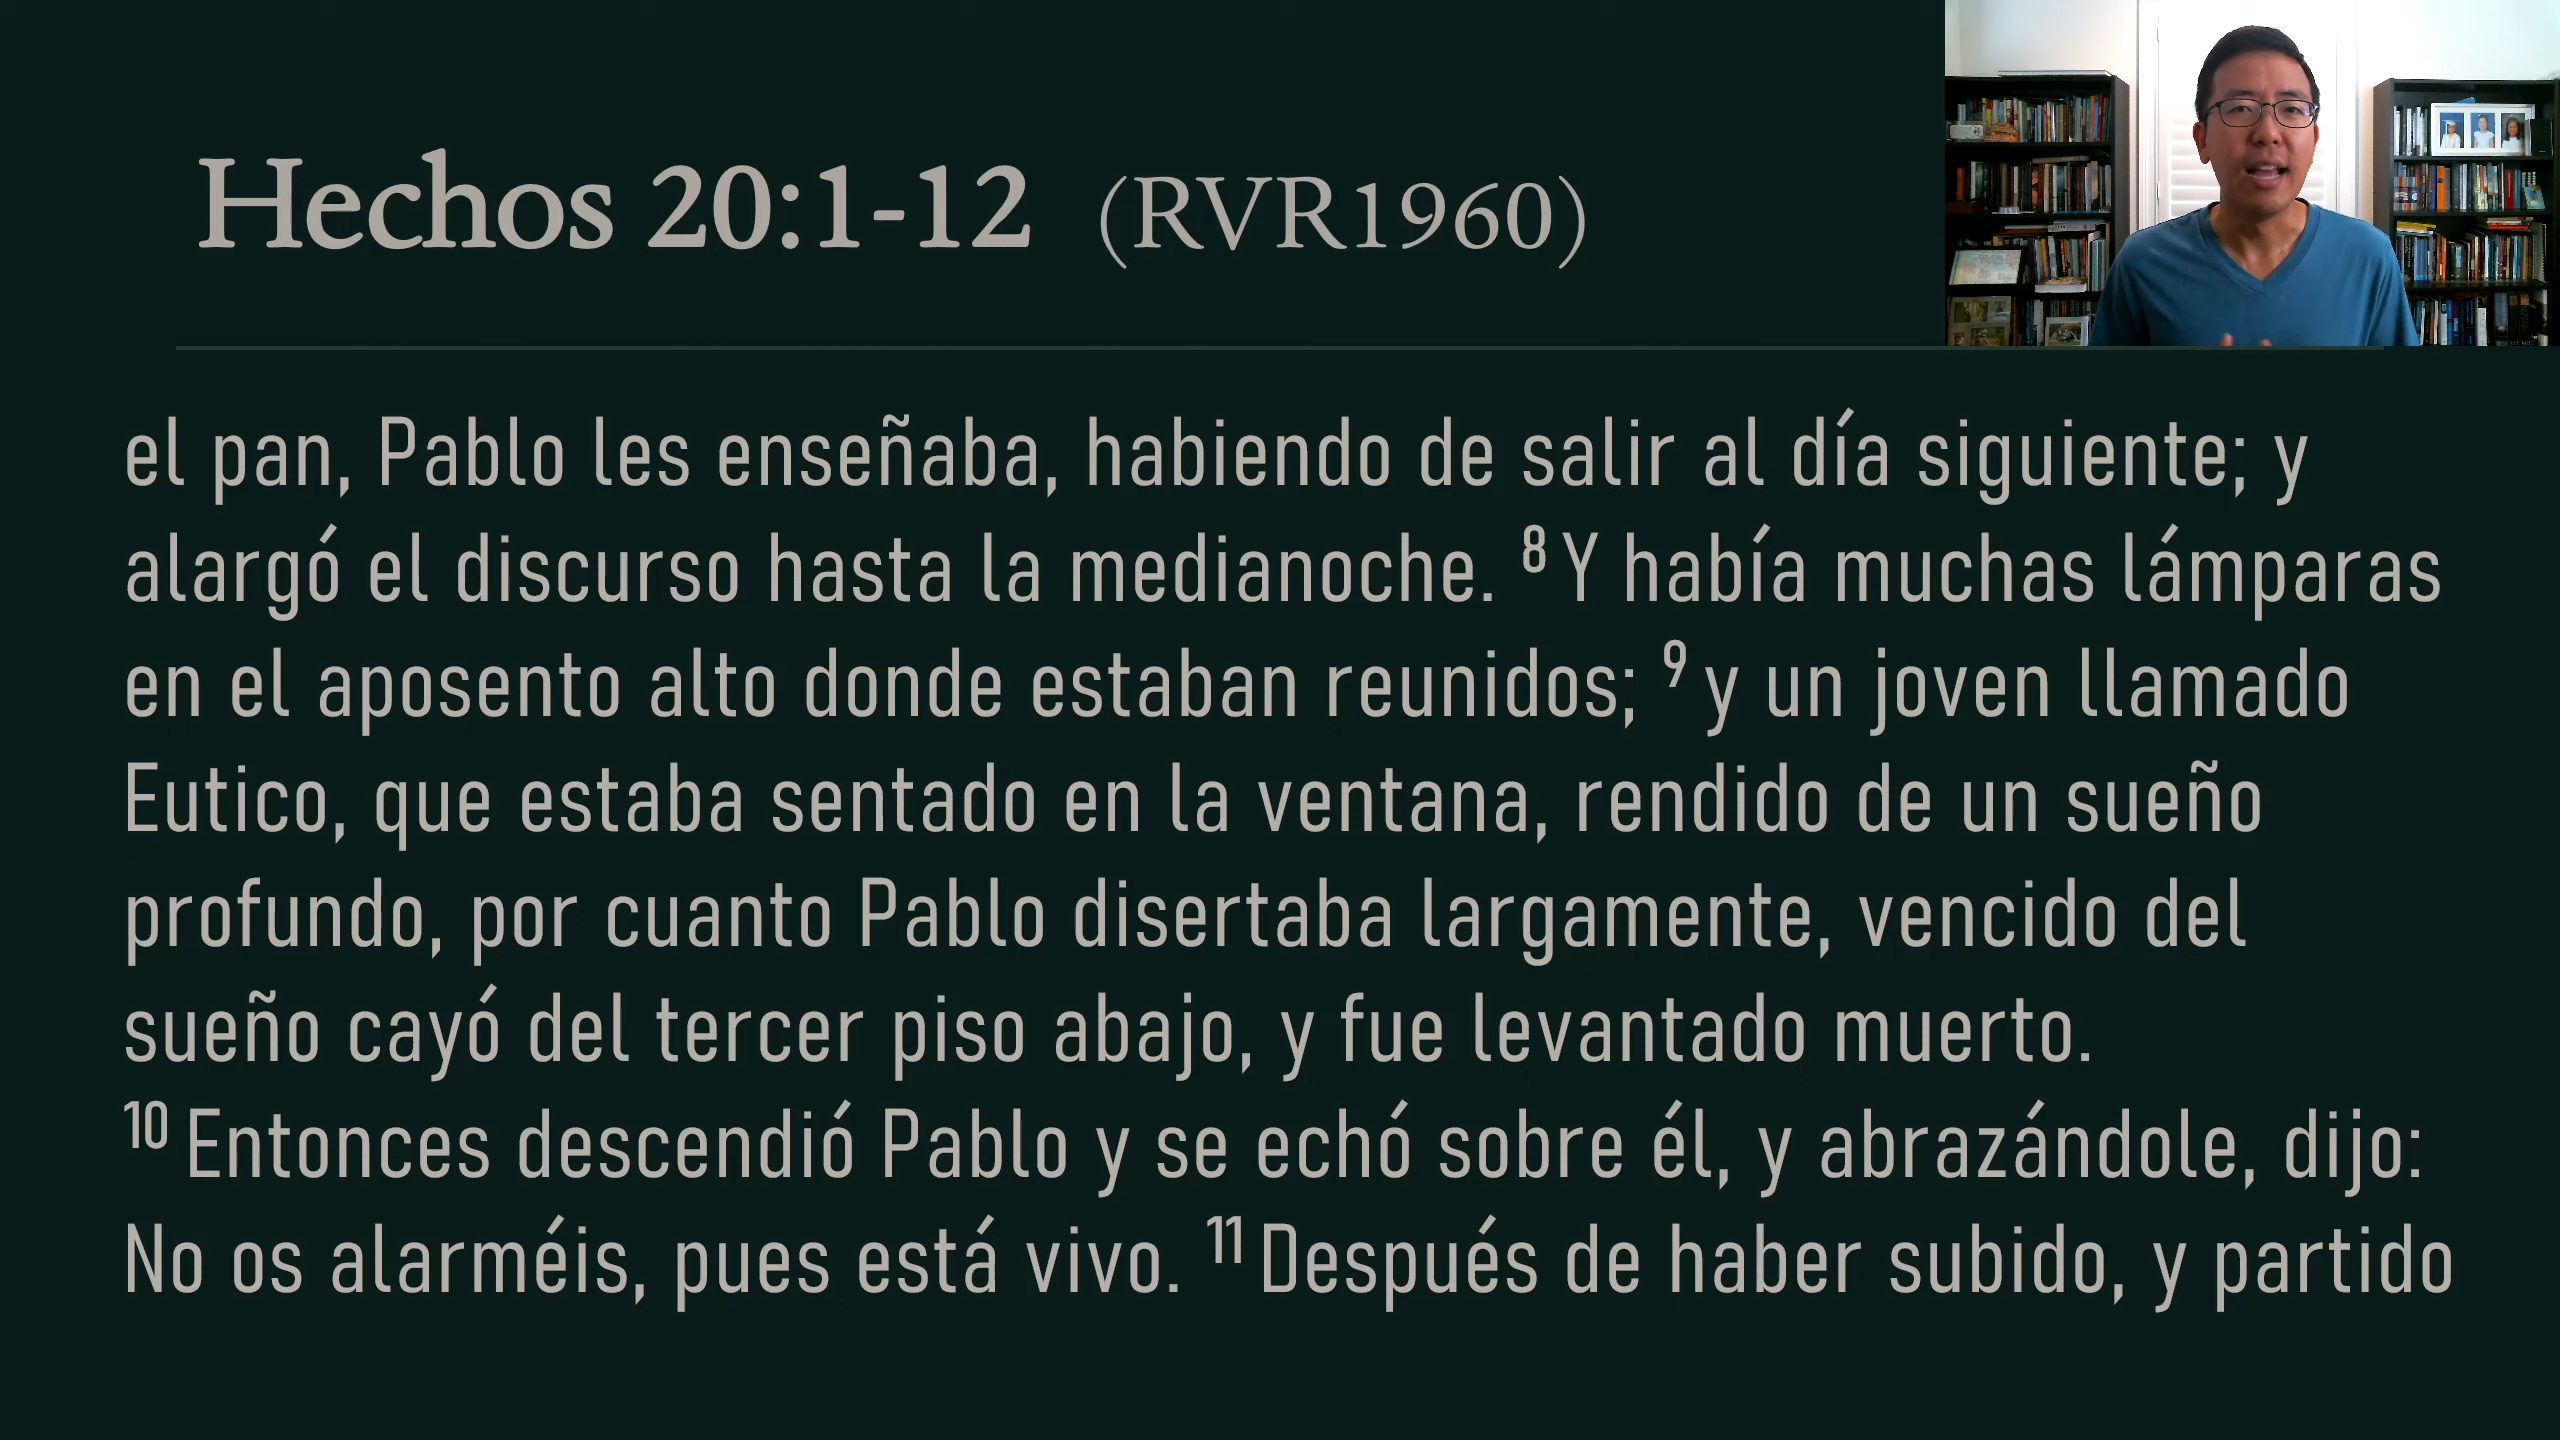 Hechos 20:1-12 (RVR1960)
el pan, Pablo les enseñaba, habiendo de salir al día siguiente; y
alargó el discurso hasta la medianoche. 8 Y había muchas lámparas
en el aposento alto donde estaban reunidos; 9 y un joven llamado
Eutico, que estaba sentado en la ventana, rendido de un sueño
profundo, por cuanto Pablo disertaba largamente, vencido del
sueño cayó del tercer piso abajo, y fue levantado muerto.
10 Entonces descendió Pablo y se echó sobre él, y abrazándole, dijo:
No os alarméis, pues está vivo. 11 Después de haber subido, y partido